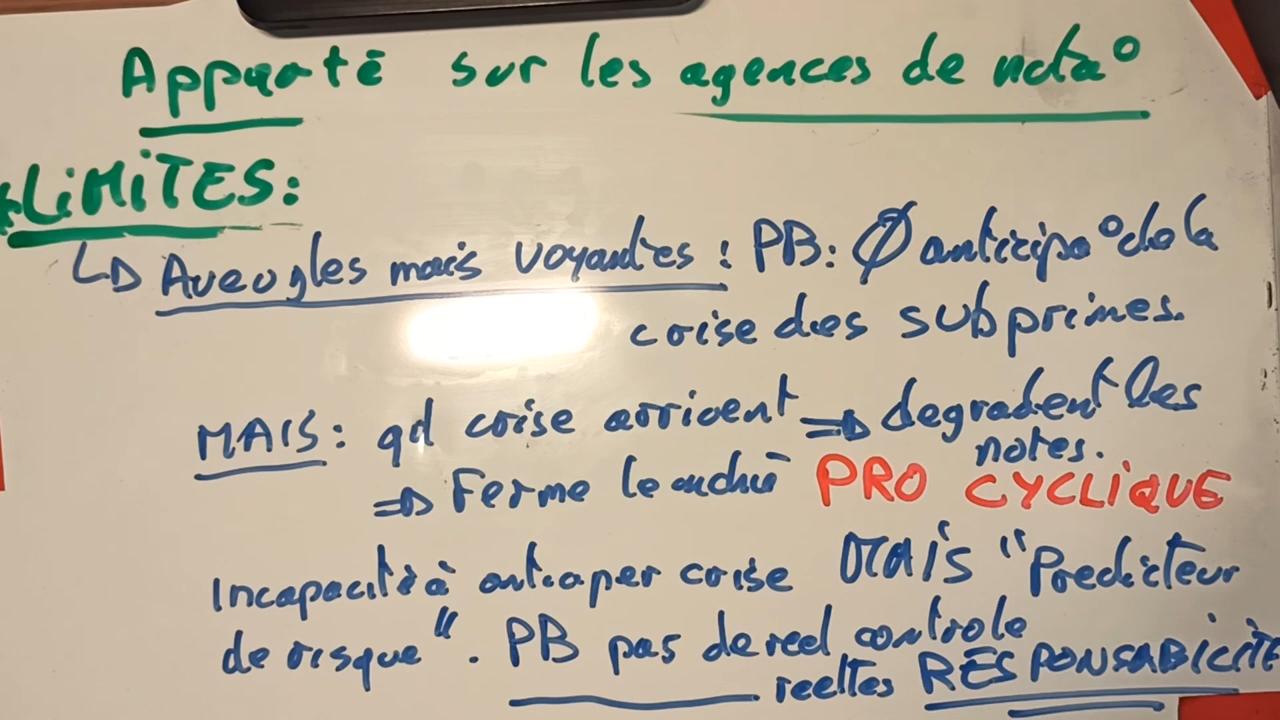 Apparté sur les agences de nota°
LiMiTES:
Aveugles mais voyantes : PB: Ø anticipa° de la
crise des subprimes.
MAIS: qd crise arrivent => degradent les
notes.
=> Ferme le marché PRO CYCLIQUE
Incapacité à anticiper crise MAIS "Predicteur
de risque". PB pas de reel controle
reelles RESPONSABILITÉ